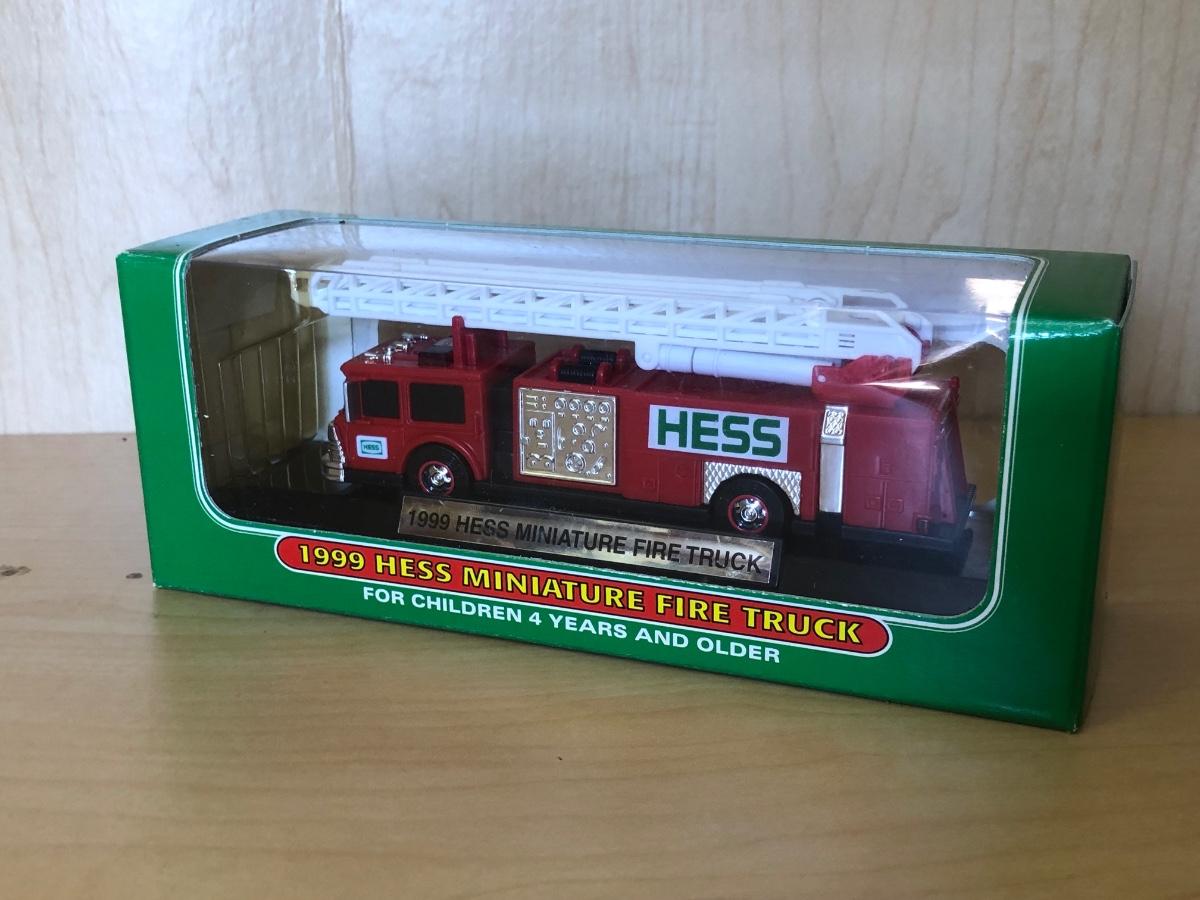 HESS
HESS
1999 HESS MINIATURE FIRE TRUCK
1999 HESS MINIATURE FIRE TRUCK
FOR CHILDREN 4 YEARS AND OLDER